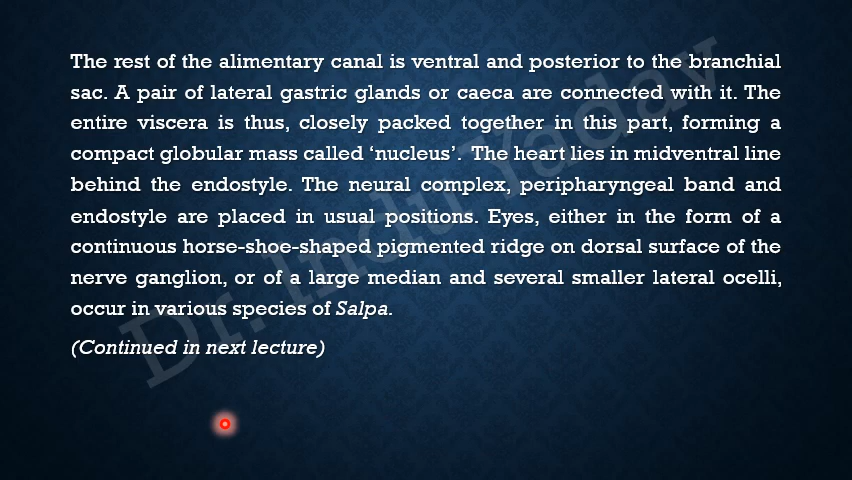 The rest of the alimentary canal is ventral and posterior to the branchial
sac. A pair of lateral gastric glands or caeca are connected with it. The
entire viscera is thus, closely packed together in this part, forming a
compact globular mass called ‘nucleus’. The heart lies in midventral line
behind the endostyle. The neural complex, peripharyngeal band and
endostyle are placed in usual positions. Eyes, either in the form of a
continuous horse-shoe-shaped pigmented ridge on dorsal surface of the
nerve ganglion, or of a large median and several smaller lateral ocelli,
occur in various species of Salpa.
(Continued in next lecture)
Dr. Indu Yadav